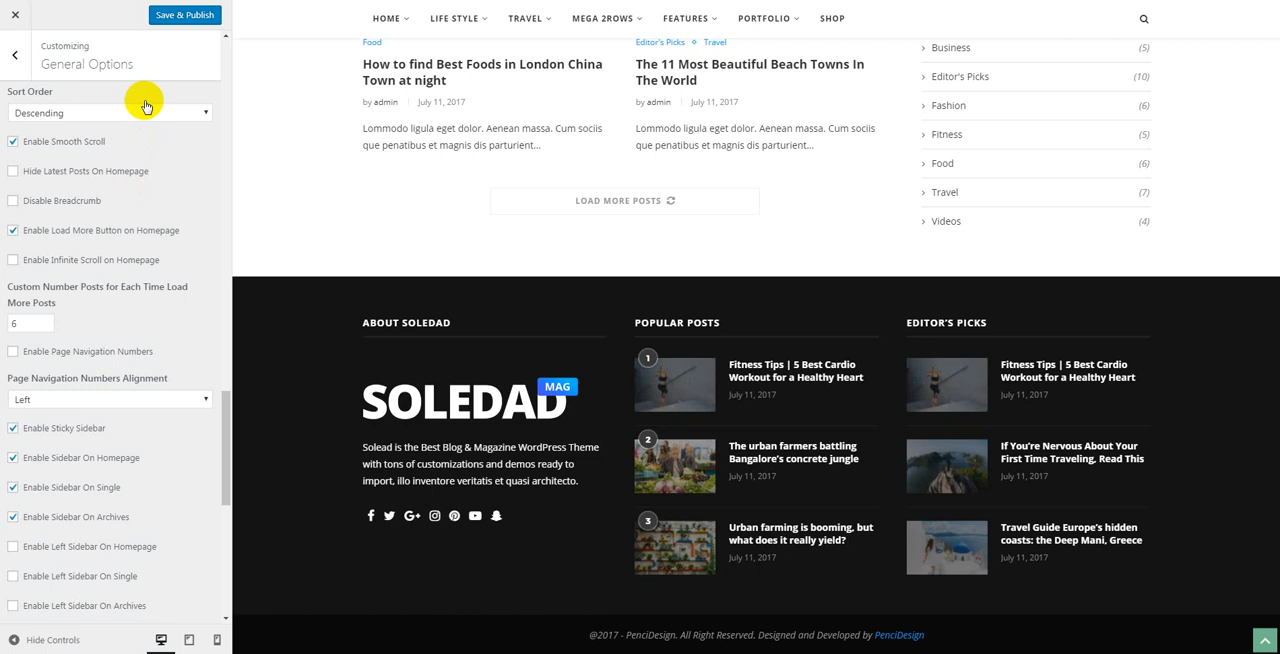 Save & Publish
Customizing
General Options
Sort Order
Descending
Enable Smooth Scroll
Hide Latest Posts On Homepage
Disable Breadcrumb
Enable Load More Button on Homepage
Enable Infinite Scroll on Homepage
Custom Number Posts for Each Time Load
More Posts
6
Enable Page Navigation Numbers
Page Navigation Numbers Alignment
Left
Enable Sticky Sidebar
Enable Sidebar On Homepage
Enable Sidebar On Single
Enable Sidebar On Archives
Enable Left Sidebar On Homepage
Enable Left Sidebar On Single
Enable Left Sidebar On Archives
Hide Controls
HOME LIFE STYLE TRAVEL MEGA 2ROWS FEATURES PORTFOLIO SHOP
Food
How to find Best Foods in London China
Town at night
by admin July 11, 2017
Lommodo ligula eget dolor. Aenean massa. Cum sociis
que penatibus et magnis dis parturient...
Editor's Picks Travel
The 11 Most Beautiful Beach Towns In
The World
by admin July 11, 2017
Lommodo ligula eget dolor. Aenean massa. Cum sociis
que penatibus et magnis dis parturient...
LOAD MORE POSTS
Business (5)
Editor's Picks (10)
Fashion (6)
Fitness (5)
Food (6)
Travel (7)
Videos (4)
ABOUT SOLEDAD
SOLEDAD MAG
Solead is the Best Blog & Magazine WordPress Theme
with tons of customizations and demos ready to
import, illo inventore veritatis et quasi architecto.
POPULAR POSTS
1
Fitness Tips | 5 Best Cardio
Workout for a Healthy Heart
July 11, 2017
2
The urban farmers battling
Bangalore's concrete jungle
July 11, 2017
3
Urban farming is booming, but
what does it really yield?
July 11, 2017
EDITOR'S PICKS
Fitness Tips | 5 Best Cardio
Workout for a Healthy Heart
July 11, 2017
If You're Nervous About Your
First Time Traveling, Read This
July 11, 2017
Travel Guide Europe's hidden
coasts: the Deep Mani, Greece
July 11, 2017
@2017 - PenciDesign. All Right Reserved. Designed and Developed by PenciDesign